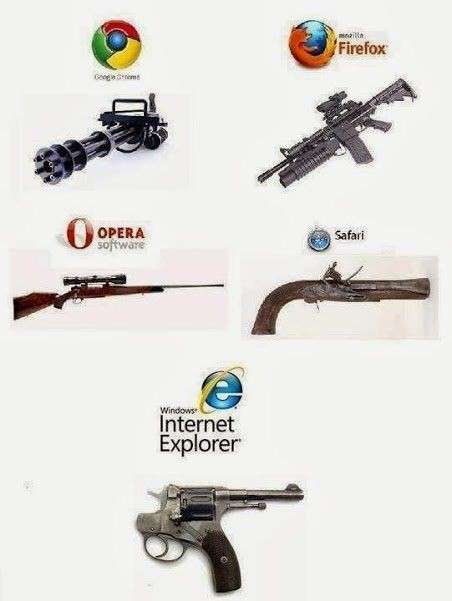 Google Chrome
mozilla
Firefox
OPERA
software
Safari
Windows®
Internet
Explorer®